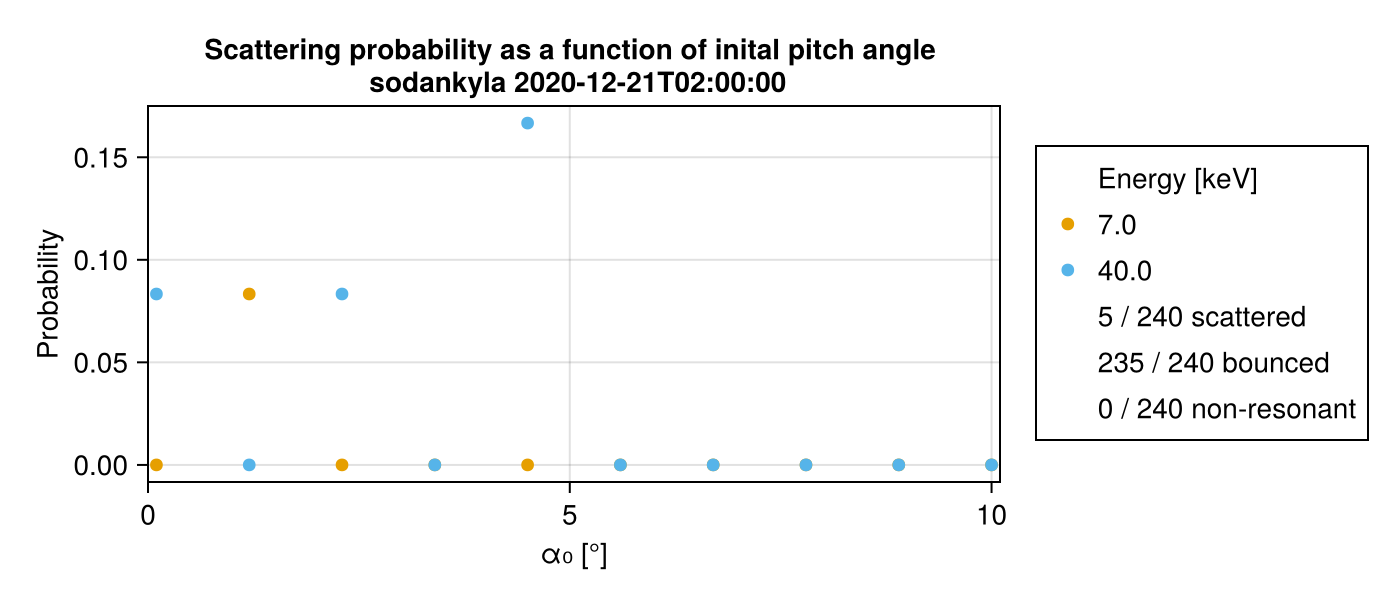 Scattering probability as a function of inital pitch angle
sodankyla 2020-12-21T02:00:00
Probability
0.15
0.10
0.05
0.00
0
5
10
α₀ [°]
Energy [keV]
7.0
40.0
5 / 240 scattered
235 / 240 bounced
0 / 240 non-resonant